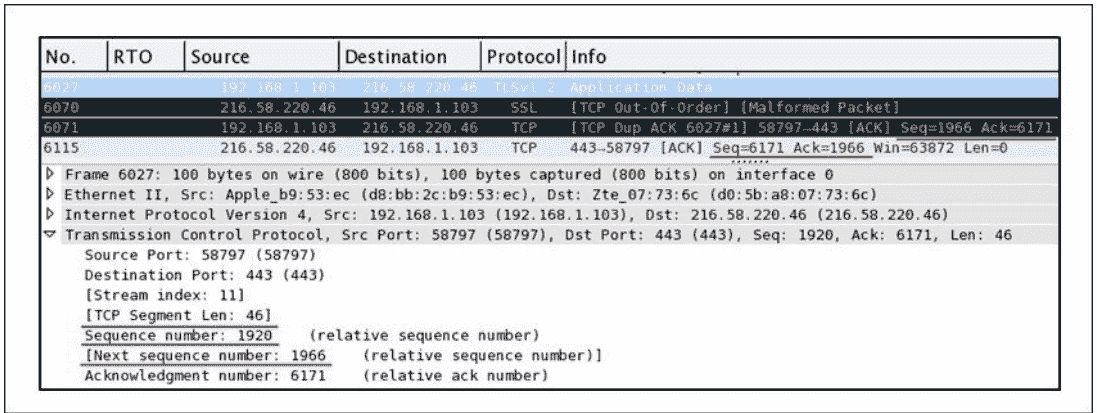 No. RTO Source Destination Protocol Info
6027 192.168.1.103 216.58.220.46 TLSv1.2 Application Data
6070 216.58.220.46 192.168.1.103 SSL [TCP Out-Of-Order] [Malformed Packet]
6071 192.168.1.103 216.58.220.46 TCP [TCP Dup ACK 6027#1] 58797→443 [ACK] Seq=1966 Ack=6171
6115 216.58.220.46 192.168.1.103 TCP 443→58797 [ACK] Seq=6171 Ack=1966 Win=63872 Len=0
Frame 6027: 100 bytes on wire (800 bits), 100 bytes captured (800 bits) on interface 0
Ethernet II, Src: Apple_b9:53:ec (d8:bb:2c:b9:53:ec), Dst: Zte_07:73:6c (d0:5b:a8:07:73:6c)
Internet Protocol Version 4, Src: 192.168.1.103 (192.168.1.103), Dst: 216.58.220.46 (216.58.220.46)
Transmission Control Protocol, Src Port: 58797 (58797), Dst Port: 443 (443), Seq: 1920, Ack: 6171, Len: 46
Source Port: 58797 (58797)
Destination Port: 443 (443)
[Stream index: 11]
[TCP Segment Len: 46]
Sequence number: 1920 (relative sequence number)
[Next sequence number: 1966 (relative sequence number)]
Acknowledgment number: 6171 (relative ack number)